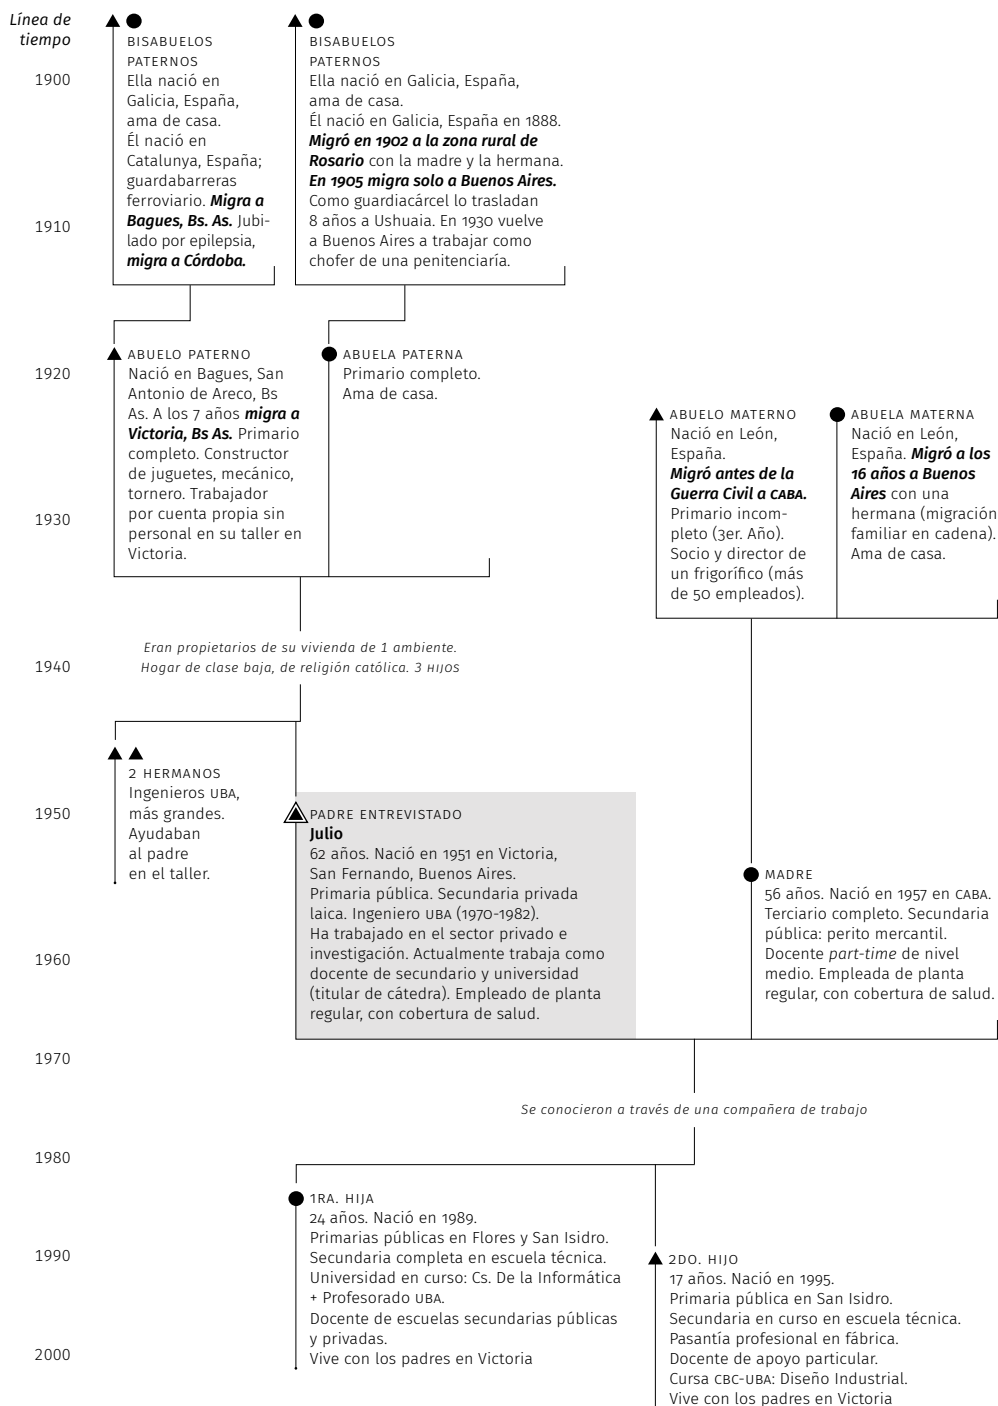 Línea de
tiempo
1900
1910
1920
1930
1940
1950
1960
1970
1980
1990
2000
BISABUELOS
PATERNOS
Ella nació en
Galicia, España,
ama de casa.
Él nació en
Catalunya, España;
guardabarreras
ferroviario. Migra a
Bagues, Bs. As. Jubi-
lado por epilepsia,
migra a Córdoba.
BISABUELOS
PATERNOS
Ella nació en Galicia, España,
ama de casa.
Él nació en Galicia, España en 1888.
Migró en 1902 a la zona rural de
Rosario con la madre y la hermana.
En 1905 migra solo a Buenos Aires.
Como guardiacárcel lo trasladan
8 años a Ushuaia. En 1930 vuelve
a Buenos Aires a trabajar como
chofer de una penitenciaría.
ABUELO PATERNO
Nació en Bagues, San
Antonio de Areco, Bs
As. A los 7 años migra a
Victoria, Bs As. Primario
completo. Constructor
de juguetes, mecánico,
tornero. Trabajador
por cuenta propia sin
personal en su taller en
Victoria.
ABUELA PATERNA
Primario completo.
Ama de casa.
ABUELO MATERNO
Nació en León,
España.
Migró antes de la
Guerra Civil a CABA.
Primario incom-
pleto (3er. Año).
Socio y director de
un frigorífico (más
de 50 empleados).
ABUELA MATERNA
Nació en León,
España. Migró a los
16 años a Buenos
Aires con una
hermana (migración
familiar en cadena).
Ama de casa.
Eran propietarios de su vivienda de 1 ambiente.
Hogar de clase baja, de religión católica. 3 HIJOS
2 HERMANOS
Ingenieros UBA,
más grandes.
Ayudaban
al padre
en el taller.
PADRE ENTREVISTADO
Julio
62 años. Nació en 1951 en Victoria,
San Fernando, Buenos Aires.
Primaria pública. Secundaria privada
laica. Ingeniero UBA (1970-1982).
Ha trabajado en el sector privado e
investigación. Actualmente trabaja como
docente de secundario y universidad
(titular de cátedra). Empleado de planta
regular, con cobertura de salud.
MADRE
56 años. Nació en 1957 en CABA.
Terciario completo. Secundaria
pública: perito mercantil.
Docente part-time de nivel
medio. Empleada de planta
regular, con cobertura de salud.
Se conocieron a través de una compañera de trabajo
1RA. HIJA
24 años. Nació en 1989.
Primarias públicas en Flores y San Isidro.
Secundaria completa en escuela técnica.
Universidad en curso: Cs. De la Informática
+ Profesorado UBA.
Docente de escuelas secundarias públicas
y privadas.
Vive con los padres en Victoria
2DO. HIJO
17 años. Nació en 1995.
Primaria pública en San Isidro.
Secundaria en curso en escuela técnica.
Pasantía profesional en fábrica.
Docente de apoyo particular.
Cursa CBC-UBA: Diseño Industrial.
Vive con los padres en Victoria